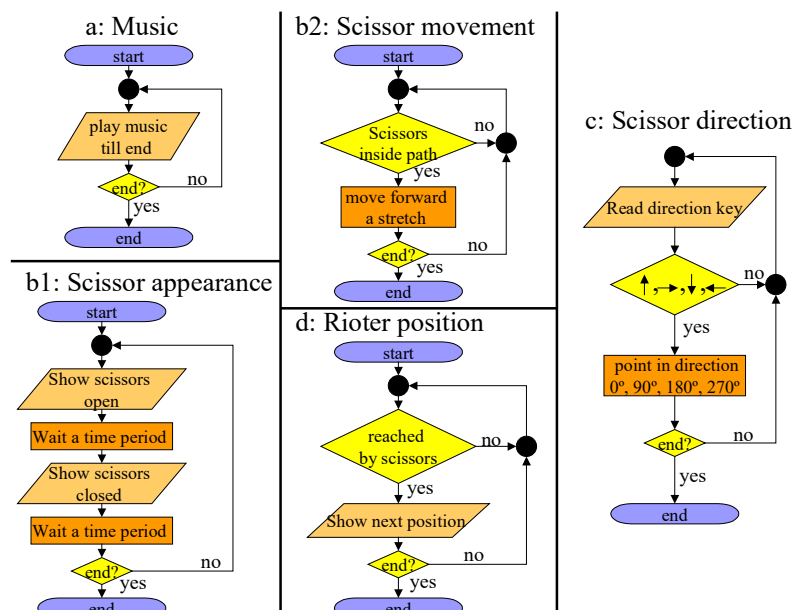 a: Music
start
play music
till end
end?
no
yes
end
b1: Scissor appearance
start
Show scissors
open
Wait a time period
Show scissors
closed
Wait a time period
end?
no
yes
end
b2: Scissor movement
start
Scissors
inside path
no
yes
move forward
a stretch
end?
no
yes
end
d: Rioter position
start
reached
by scissors
no
yes
Show next position
end?
no
yes
end
c: Scissor direction
Read direction key
↑,→,↓,←
no
yes
point in direction
0º, 90º, 180º, 270º
end?
no
yes
end